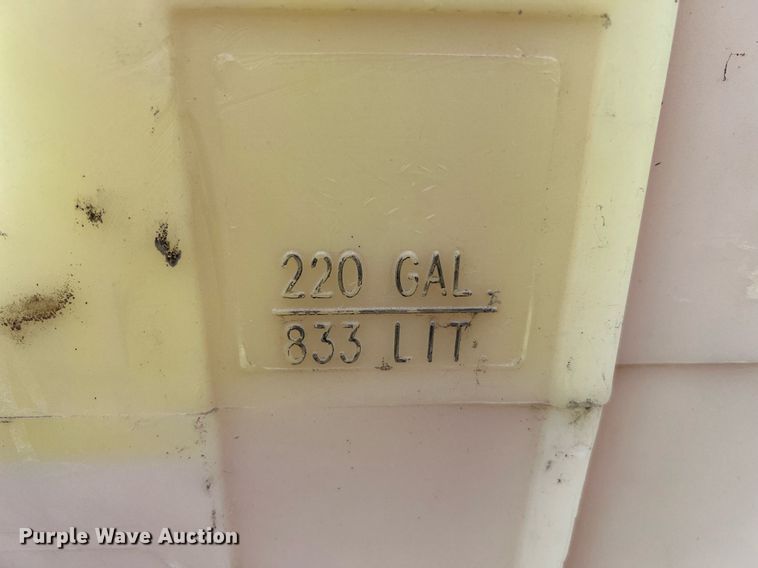 220 GAL
833 LIT
Purple Wave Auction